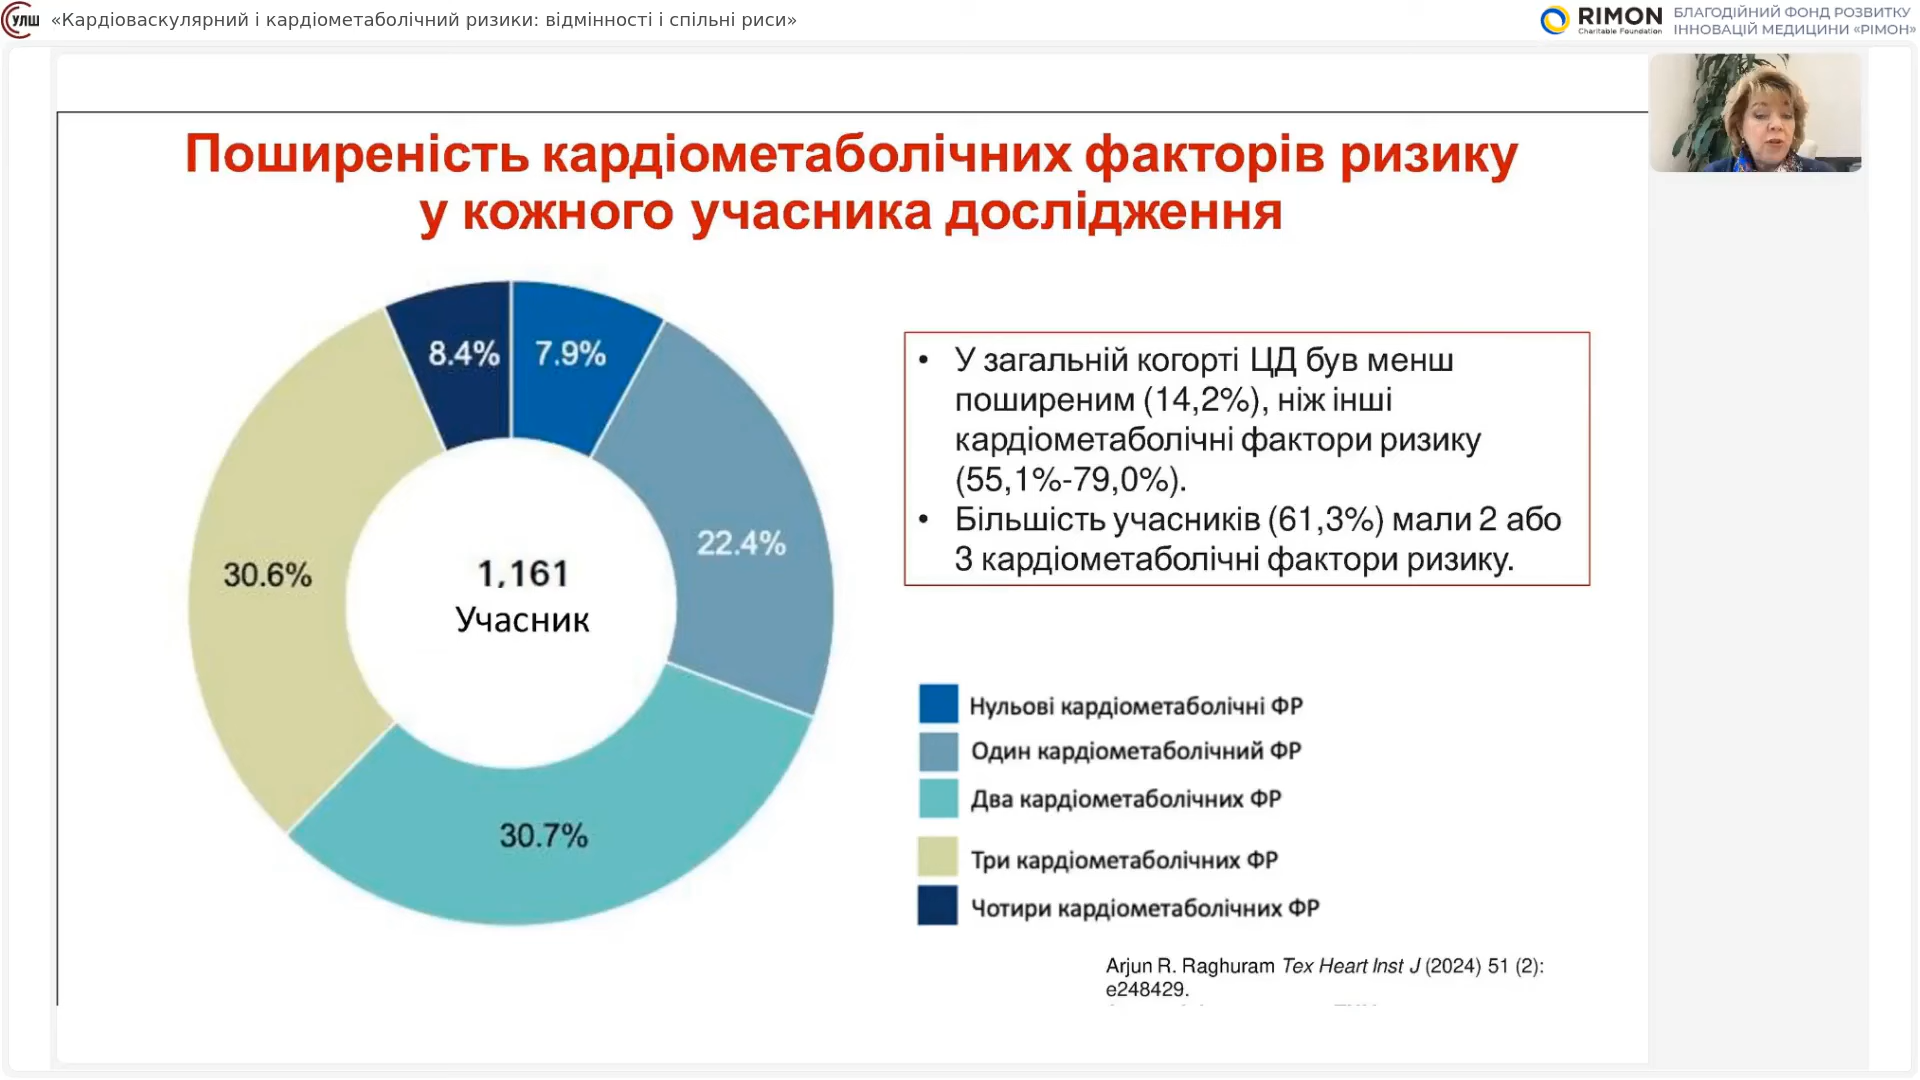 УЛШ «Кардіоваскулярний і кардіометаболічний ризики: відмінності і спільні риси»
RIMON
Charitable Foundation
БЛАГОДІЙНИЙ ФОНД РОЗВИТКУ
ІННОВАЦІЙ МЕДИЦИНИ «РІМОН»
Поширеність кардіометаболічних факторів ризику
у кожного учасника дослідження
8.4%
7.9%
22.4%
30.6%
30.7%
1,161
Учасник
• У загальній когорті ЦД був менш
поширеним (14,2%), ніж інші
кардіометаболічні фактори ризику
(55,1%-79,0%).
• Більшість учасників (61,3%) мали 2 або
3 кардіометаболічні фактори ризику.
Нульові кардіометаболічні ФР
Один кардіометаболічний ФР
Два кардіометаболічних ФР
Три кардіометаболічних ФР
Чотири кардіометаболічних ФР
Arjun R. Raghuram Tex Heart Inst J (2024) 51 (2):
e248429.